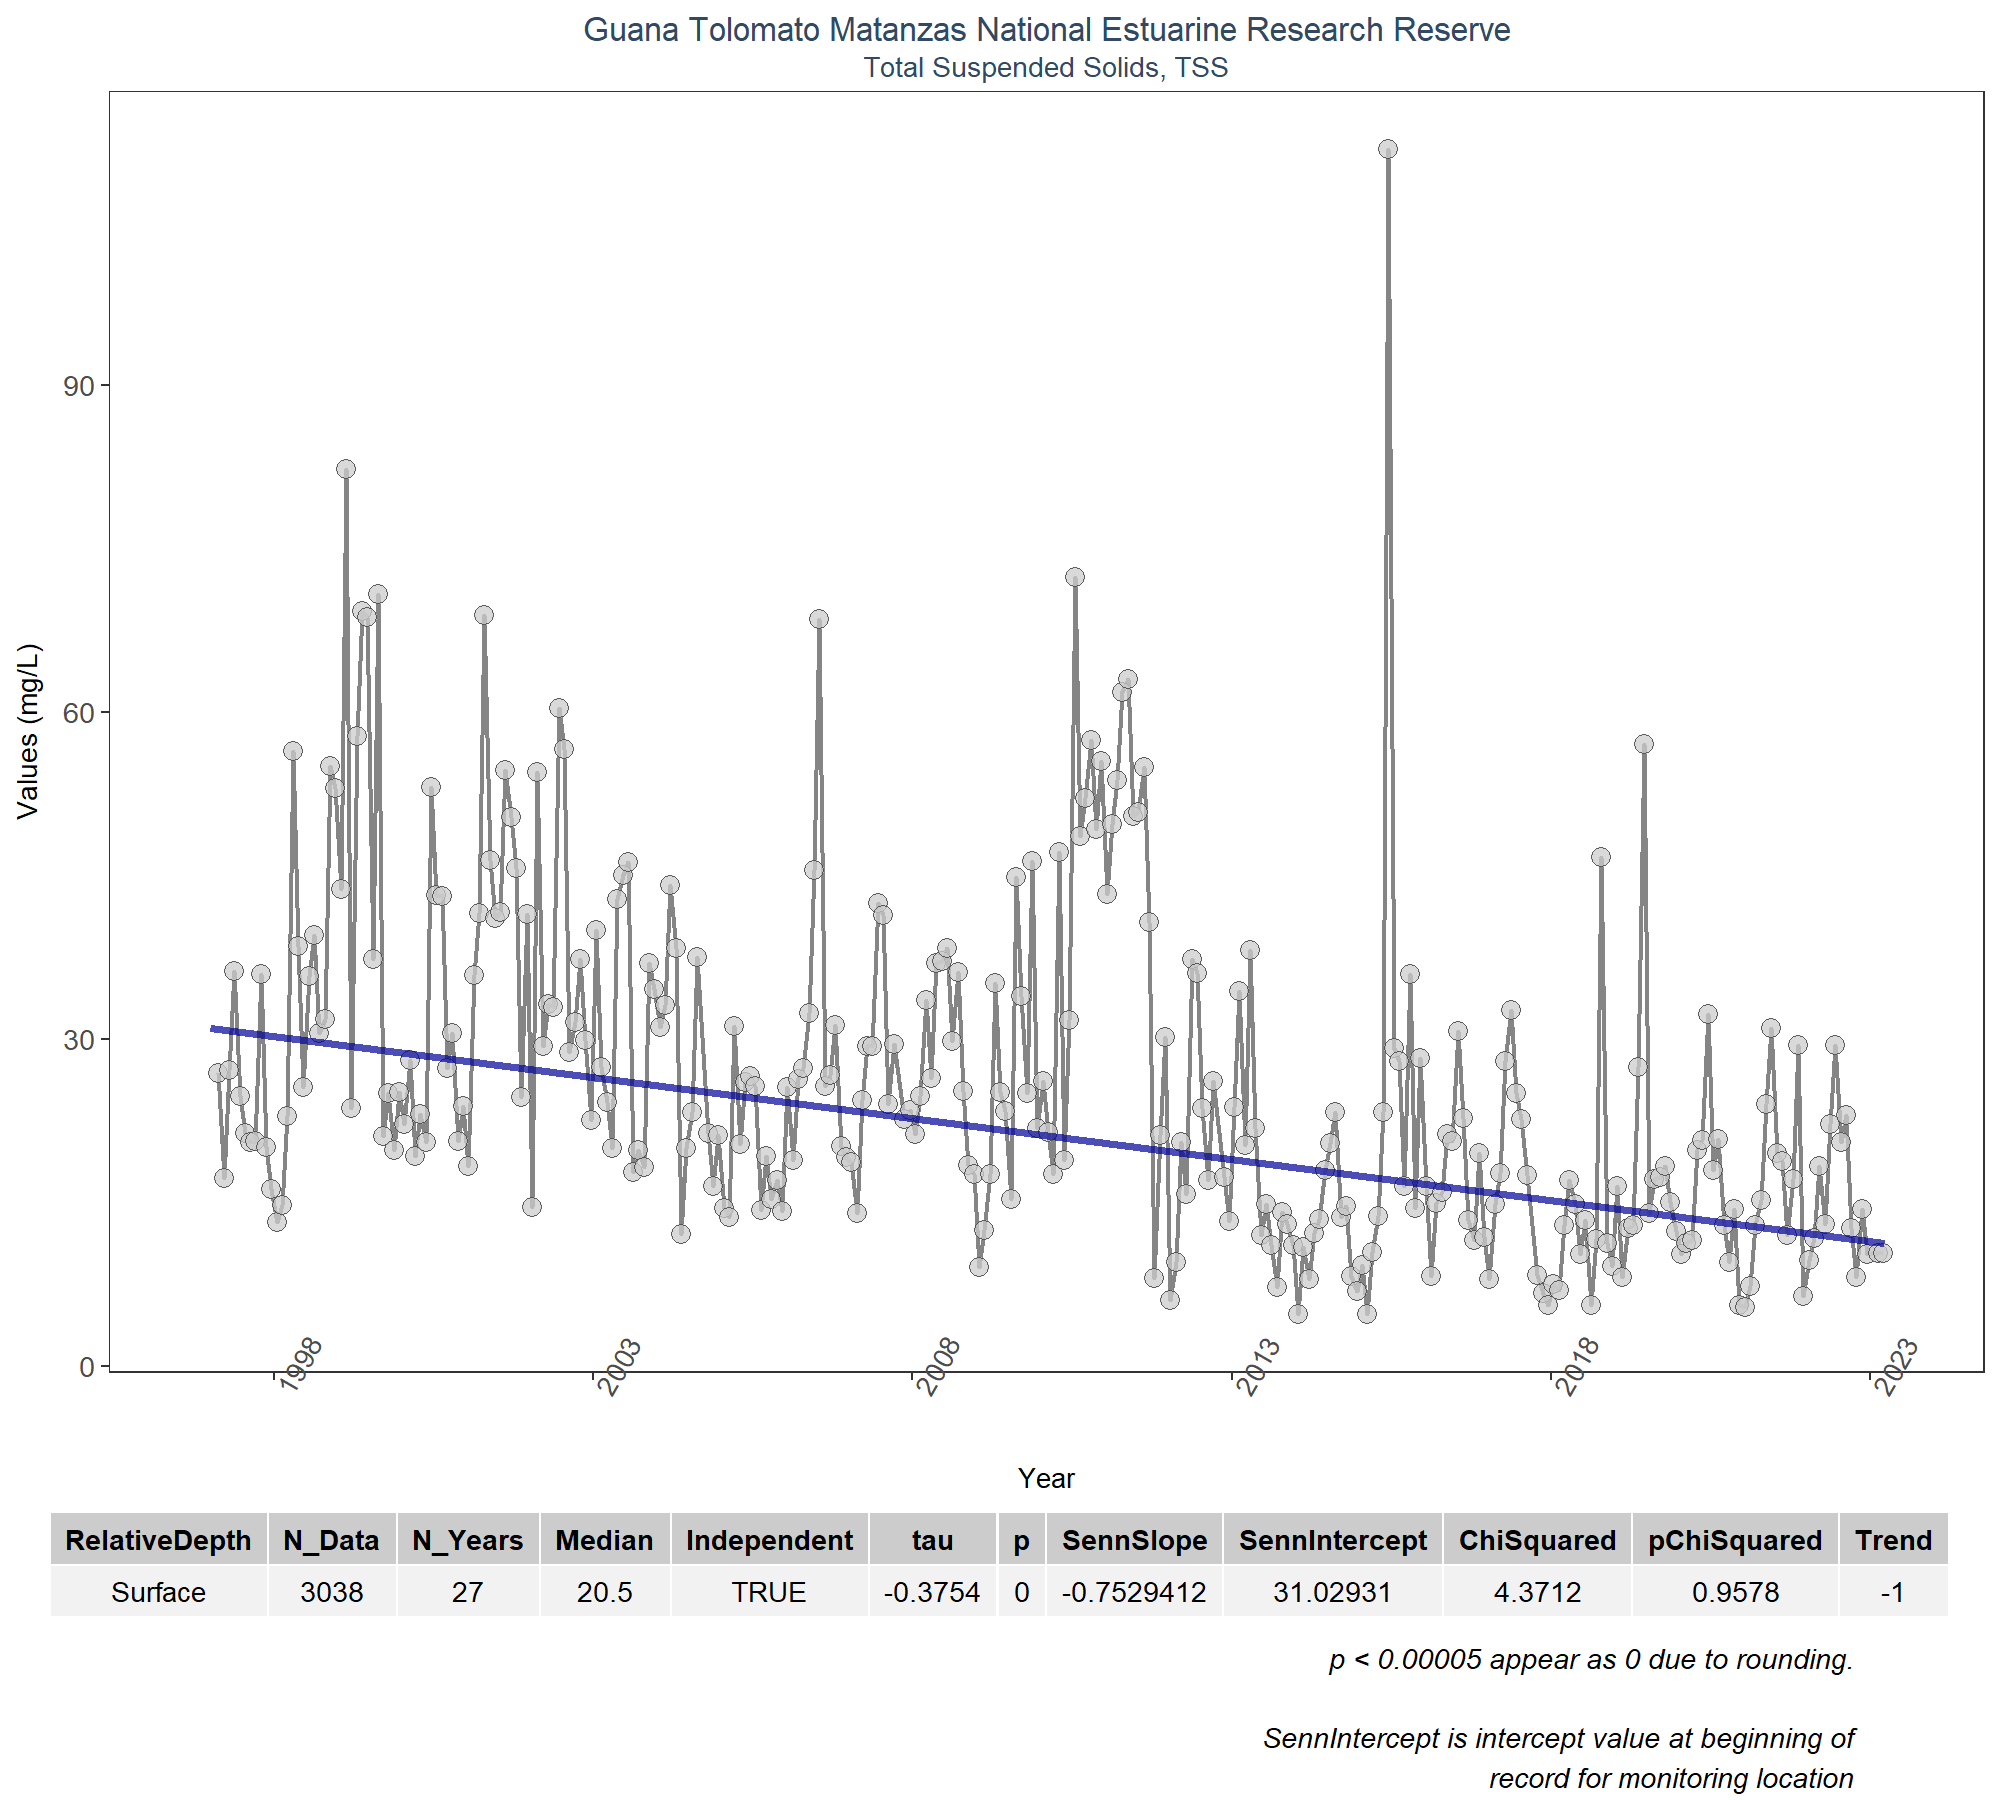 Guana Tolomato Matanzas National Estuarine Research Reserve
Total Suspended Solids, TSS
Values (mg/L)
90
60
30
0
1998 2003 2008 2013 2018 2023
Year
RelativeDepth N_Data N_Years Median Independent tau p SennSlope SennIntercept ChiSquared pChiSquared Trend
Surface 3038 27 20.5 TRUE -0.3754 0 -0.7529412 31.02931 4.3712 0.9578 -1
p < 0.00005 appear as 0 due to rounding.
SennIntercept is intercept value at beginning of
record for monitoring location